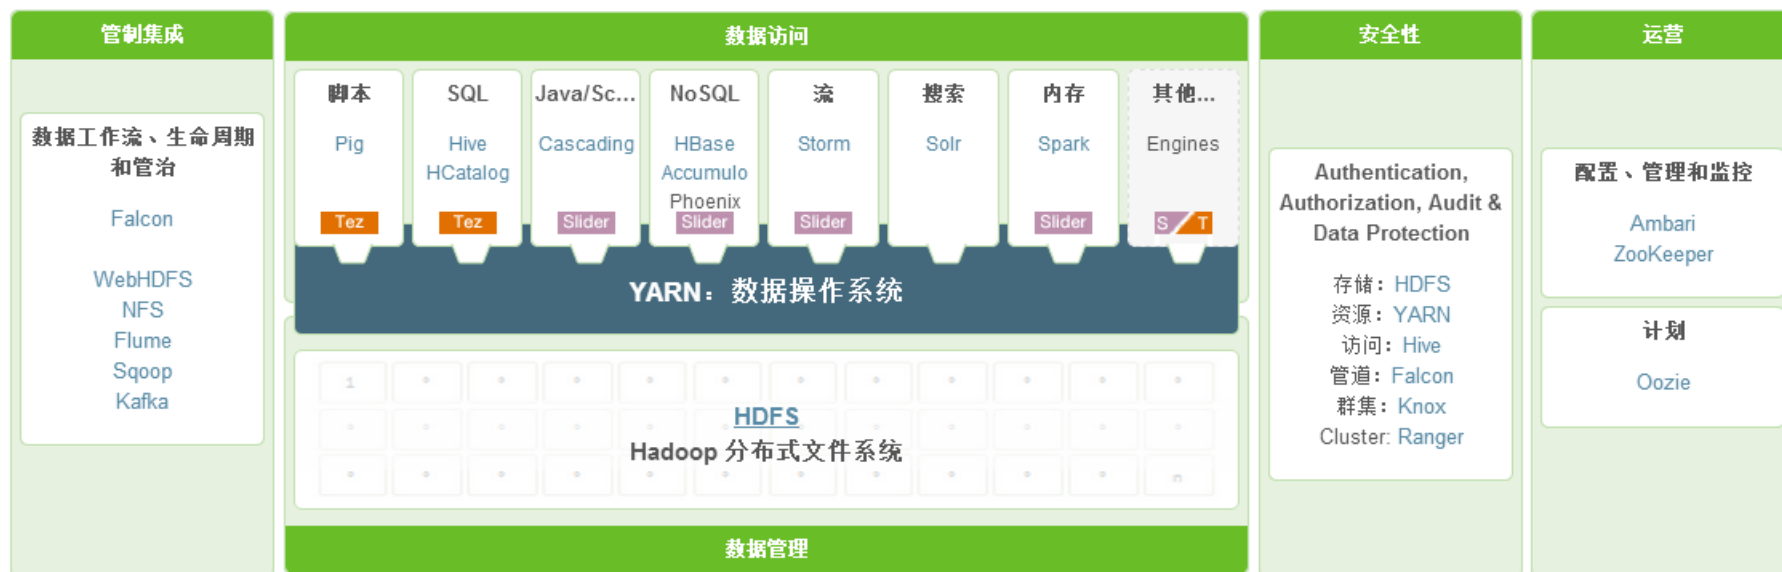 管制集成
数据工作流、生命周期
和管治
Falcon
WebHDFS
NFS
Flume
Sqoop
Kafka
数据访问
脚本
Pig
Tez
SQL
Hive
HCatalog
Tez
Java/Sc...
Cascading
Slider
NoSQL
HBase
Accumulo
Phoenix
Slider
流
Storm
Slider
搜索
Solr
内存
Spark
Slider
其他...
Engines
S T
YARN：数据操作系统
1
HDFS
Hadoop 分布式文件系统
n
数据管理
安全性
Authentication,
Authorization, Audit &
Data Protection
存储：HDFS
资源：YARN
访问：Hive
管道：Falcon
群集：Knox
Cluster: Ranger
运营
配置、管理和监控
Ambari
ZooKeeper
计划
Oozie